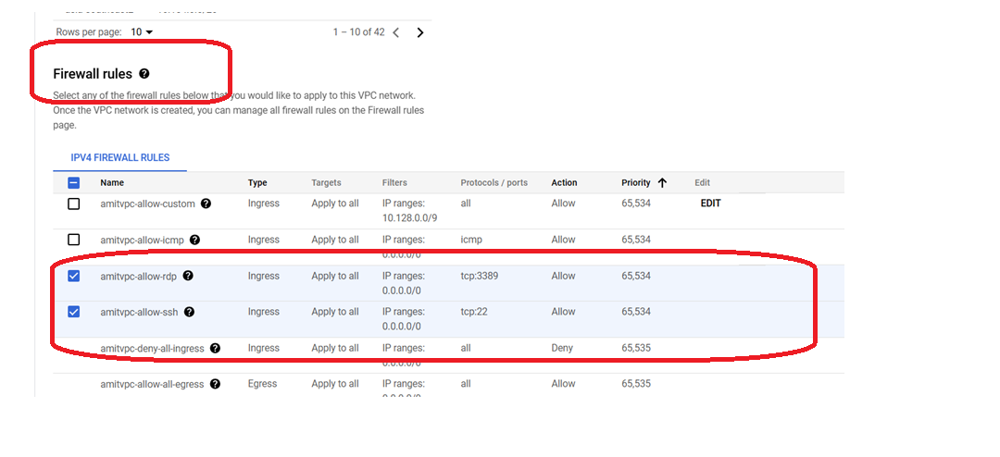 Rows per page: 10 1 – 10 of 42
Firewall rules
Select any of the firewall rules below that you would like to apply to this VPC network.
Once the VPC network is created, you can manage all firewall rules on the Firewall rules
page.
IPV4 FIREWALL RULES
Name Type Targets Filters Protocols / ports Action Priority Edit
amitvpc-allow-custom Ingress Apply to all IP ranges: all Allow 65,534 EDIT
10.128.0.0/9
amitvpc-allow-icmp Ingress Apply to all IP ranges: icmp Allow 65,534
0.0.0.0/0
amitvpc-allow-rdp Ingress Apply to all IP ranges: tcp:3389 Allow 65,534
0.0.0.0/0
amitvpc-allow-ssh Ingress Apply to all IP ranges: tcp:22 Allow 65,534
0.0.0.0/0
amitvpc-deny-all-ingress Ingress Apply to all IP ranges: all Deny 65,535
0.0.0.0/0
amitvpc-allow-all-egress Egress Apply to all IP ranges: all Allow 65,535
0.0.0.0/0